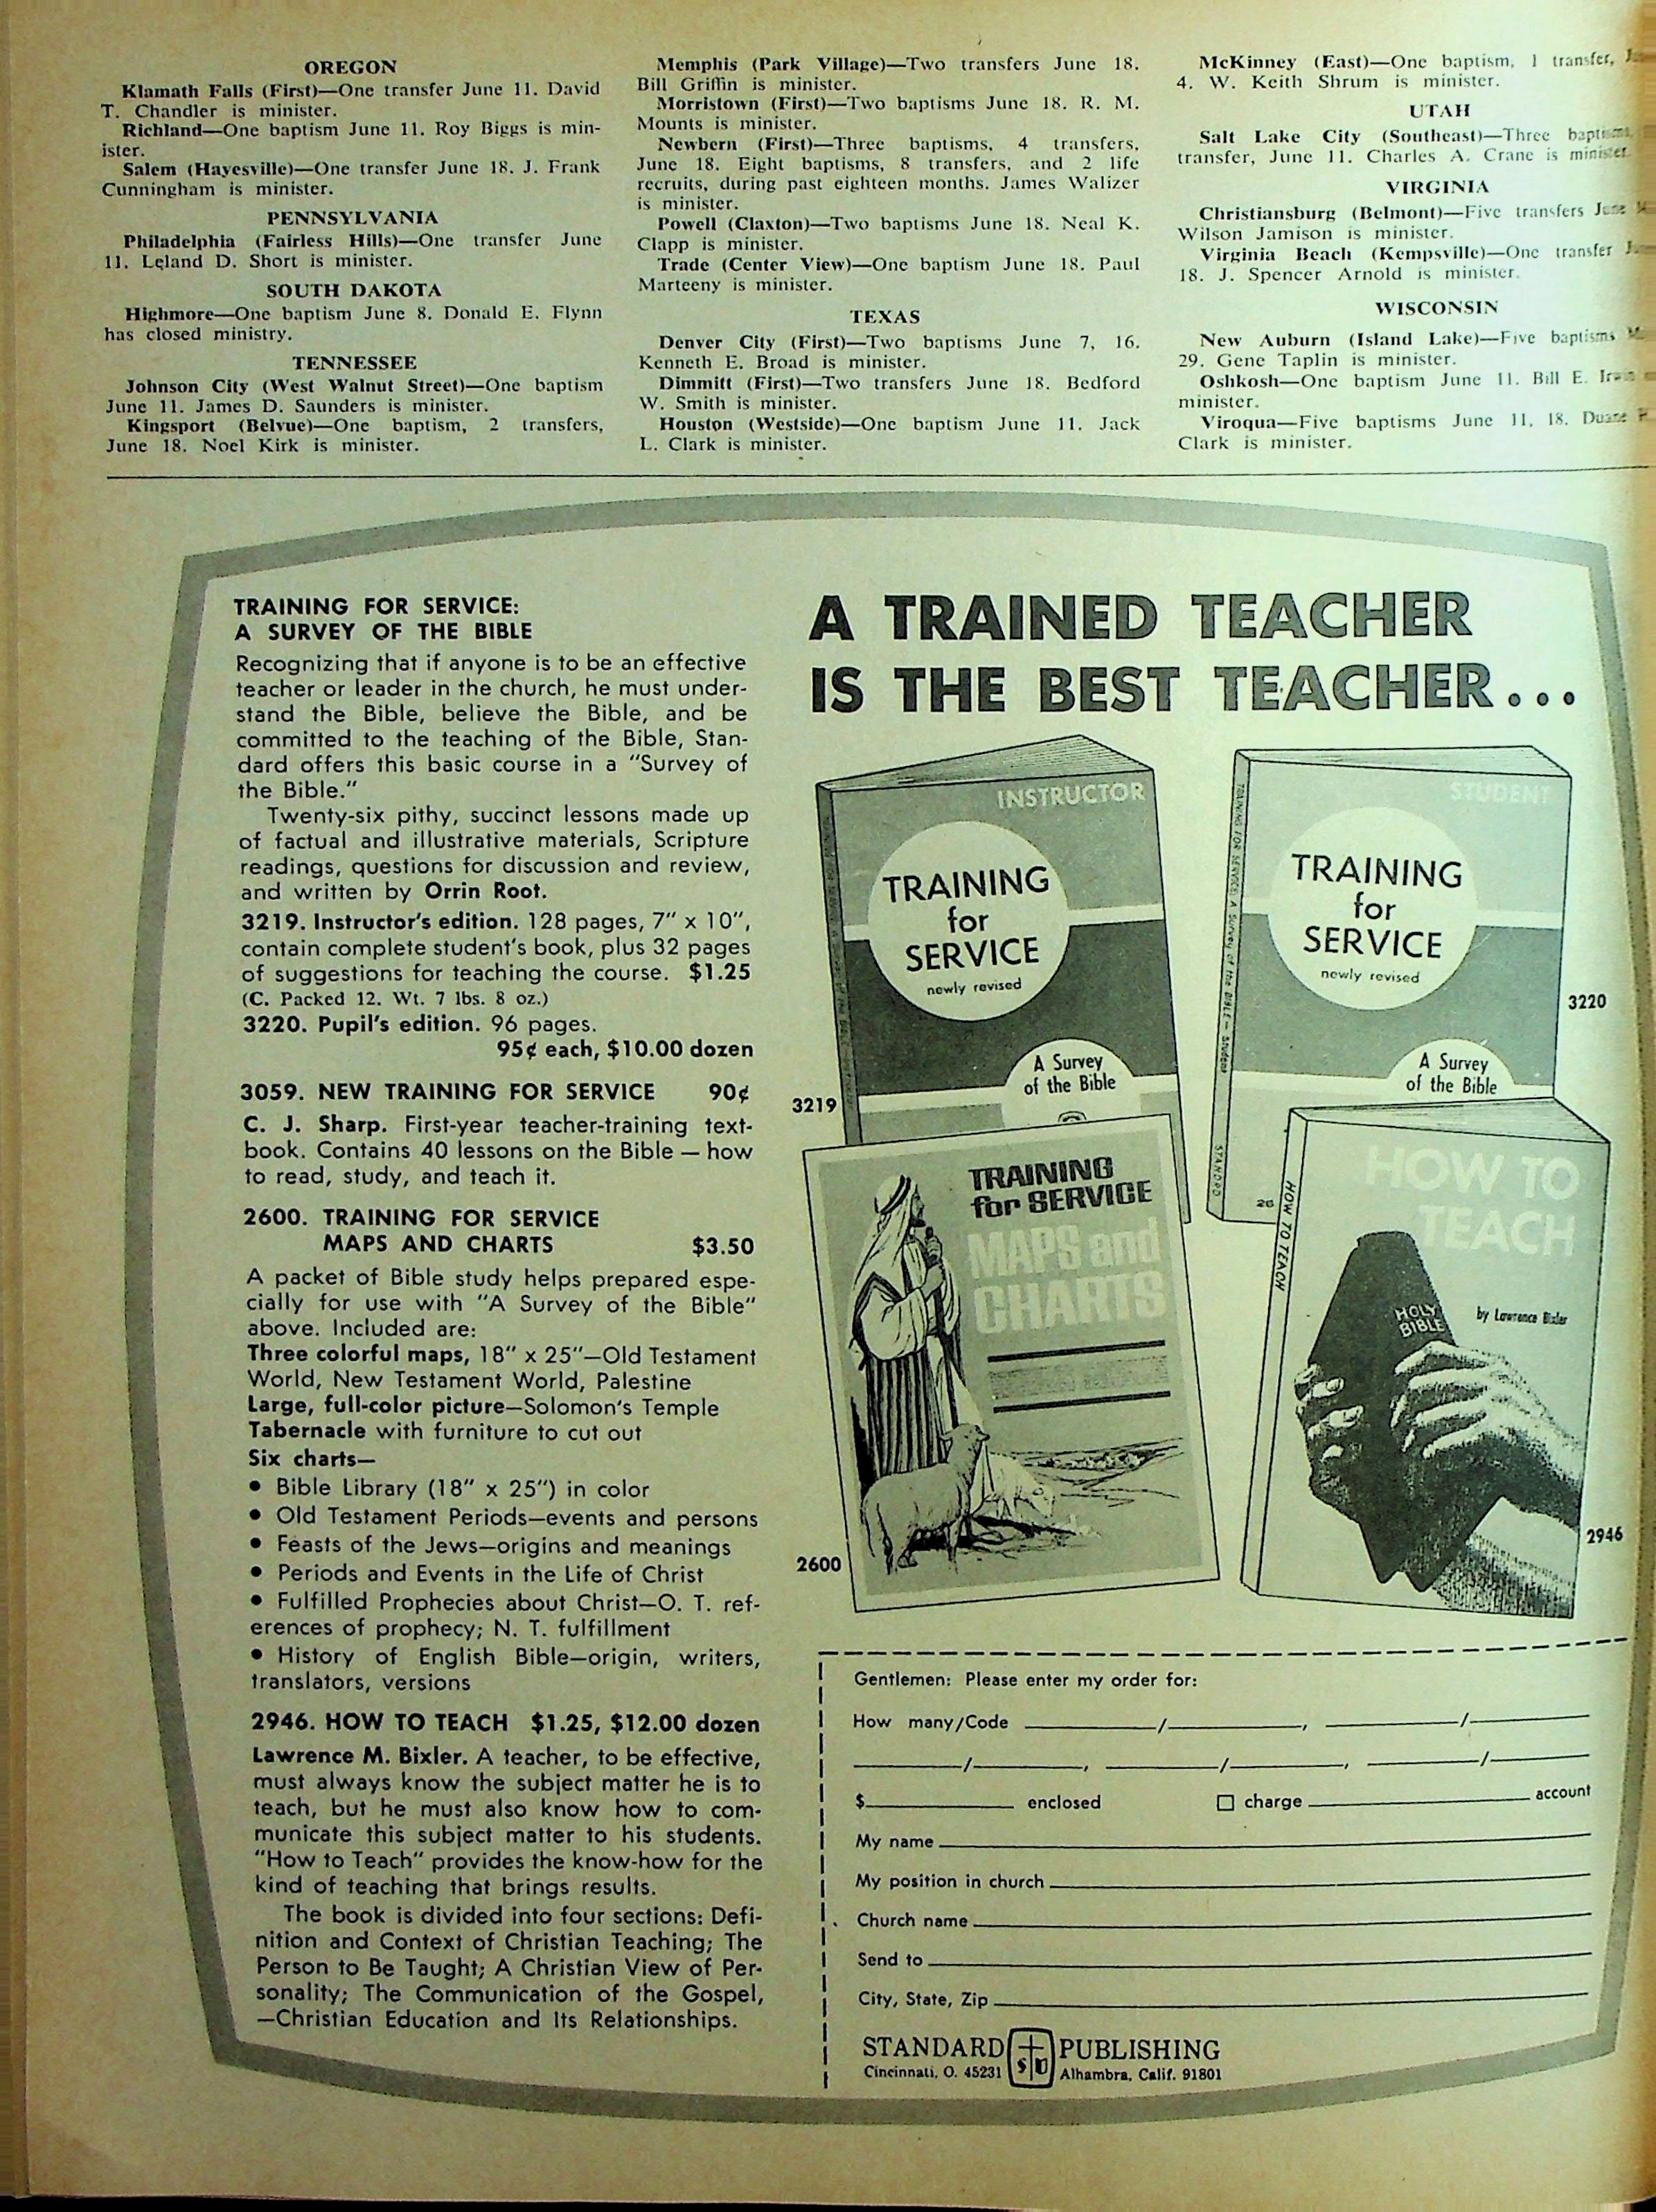 OREGON
Klamath Falls (First)—One transfer June 11. David
T. Chandler is minister.
Richland—One baptism June 11. Roy Biggs is min-
ister.
Salem (Hayesville)—One transfer June 18. J. Frank
Cunningham is minister.
PENNSYLVANIA
Philadelphia (Fairless Hills)—One transfer June
11. Leland D. Short is minister.
SOUTH DAKOTA
Highmore—One baptism June 8. Donald E. Flynn
has closed ministry.
TENNESSEE
Johnson City (West Walnut Street)—One baptism
June 11. James D. Saunders is minister.
Kingsport (Belvue)—One baptism, 2 transfers,
June 18. Noel Kirk is minister.
Memphis (Park Village)—Two transfers June 18.
Bill Griffin is minister.
Morristown (First)—Two baptisms June 18. R. M.
Mounts is minister.
Newbern (First)—Three baptisms, 4 transfers,
June 18. Eight baptisms, 8 transfers, and 2 life
recruits, during past eighteen months. James Walizer
is minister.
Powell (Claxton)—Two baptisms June 18. Neal K.
Clapp is minister.
Trade (Center View)—One baptism June 18. Paul
Marteeny is minister.
TEXAS
Denver City (First)—Two baptisms June 7, 16.
Kenneth E. Broad is minister.
Dimmitt (First)—Two transfers June 18. Bedford
W. Smith is minister.
Houston (Westside)—One baptism June 11. Jack
L. Clark is minister.
McKinney (East)—One baptism, 1 transfer,
4. W. Keith Shrum is minister.
UTAH
Salt Lake City (Southeast)—Three baptisms,
transfer, June 11. Charles A. Crane is minister.
VIRGINIA
Christiansburg (Belmont)—Five transfers June
Wilson Jamison is minister.
Virginia Beach (Kempsville)—One transfer
18. J. Spencer Arnold is minister.
WISCONSIN
New Auburn (Island Lake)—Five baptisms
29. Gene Taplin is minister.
Oshkosh—One baptism June 11. Bill E.
minister.
Viroqua—Five baptisms June 11, 18. Duane
Clark is minister.
TRAINING FOR SERVICE:
A SURVEY OF THE BIBLE
Recognizing that if anyone is to be an effective
teacher or leader in the church, he must under-
stand the Bible, believe the Bible, and be
committed to the teaching of the Bible, Stan-
dard offers this basic course in a "Survey of
the Bible."
Twenty-six pithy, succinct lessons made up
of factual and illustrative materials, Scripture
readings, questions for discussion and review,
and written by Orrin Root.
3219. Instructor's edition. 128 pages, 7" x 10",
contain complete student's book, plus 32 pages
of suggestions for teaching the course. $1.25
(C. Packed 12. Wt. 7 lbs. 8 oz.)
3220. Pupil's edition. 96 pages.
95¢ each, $10.00 dozen
3059. NEW TRAINING FOR SERVICE 90¢
C. J. Sharp. First-year teacher-training text-
book. Contains 40 lessons on the Bible — how
to read, study, and teach it.
2600. TRAINING FOR SERVICE
MAPS AND CHARTS $3.50
A packet of Bible study helps prepared espe-
cially for use with "A Survey of the Bible"
above. Included are:
Three colorful maps, 18" x 25"—Old Testament
World, New Testament World, Palestine
Large, full-color picture—Solomon's Temple
Tabernacle with furniture to cut out
Six charts—
• Bible Library (18" x 25") in color
• Old Testament Periods—events and persons
• Feasts of the Jews—origins and meanings
• Periods and Events in the Life of Christ
• Fulfilled Prophecies about Christ—O. T. ref-
erences of prophecy; N. T. fulfillment
• History of English Bible—origin, writers,
translators, versions
2946. HOW TO TEACH $1.25, $12.00 dozen
Lawrence M. Bixler. A teacher, to be effective,
must always know the subject matter he is to
teach, but he must also know how to com-
municate this subject matter to his students.
"How to Teach" provides the know-how for the
kind of teaching that brings results.
The book is divided into four sections: Defi-
nition and Context of Christian Teaching; The
Person to Be Taught; A Christian View of Per-
sonality; The Communication of the Gospel,
—Christian Education and Its Relationships.
A TRAINED TEACHER
IS THE BEST TEACHER...
INSTRUCTOR
TRAINING
for
SERVICE
newly revised
A Survey
of the Bible
3219
STUDENT
TRAINING
for
SERVICE
newly revised
A Survey
of the Bible
TRAINING FOR SERVICE: A Survey of the BIBLE — Student
STANDARD
3220
TRAINING
for SERVICE
MAPS and
CHARTS
2600
HOW TO
TEACH
HOW TO TEACH
HOLY
BIBLE
by Lawrence Bixler
2946
Gentlemen: Please enter my order for:
How many/Code ____/____, ____/____
____/____, ____/____, ____/____
$____ enclosed □ charge ____ account
My name ____
My position in church ____
Church name ____
Send to ____
City, State, Zip ____
STANDARD PUBLISHING
Cincinnati, O. 45231 Alhambra, Calif. 91801